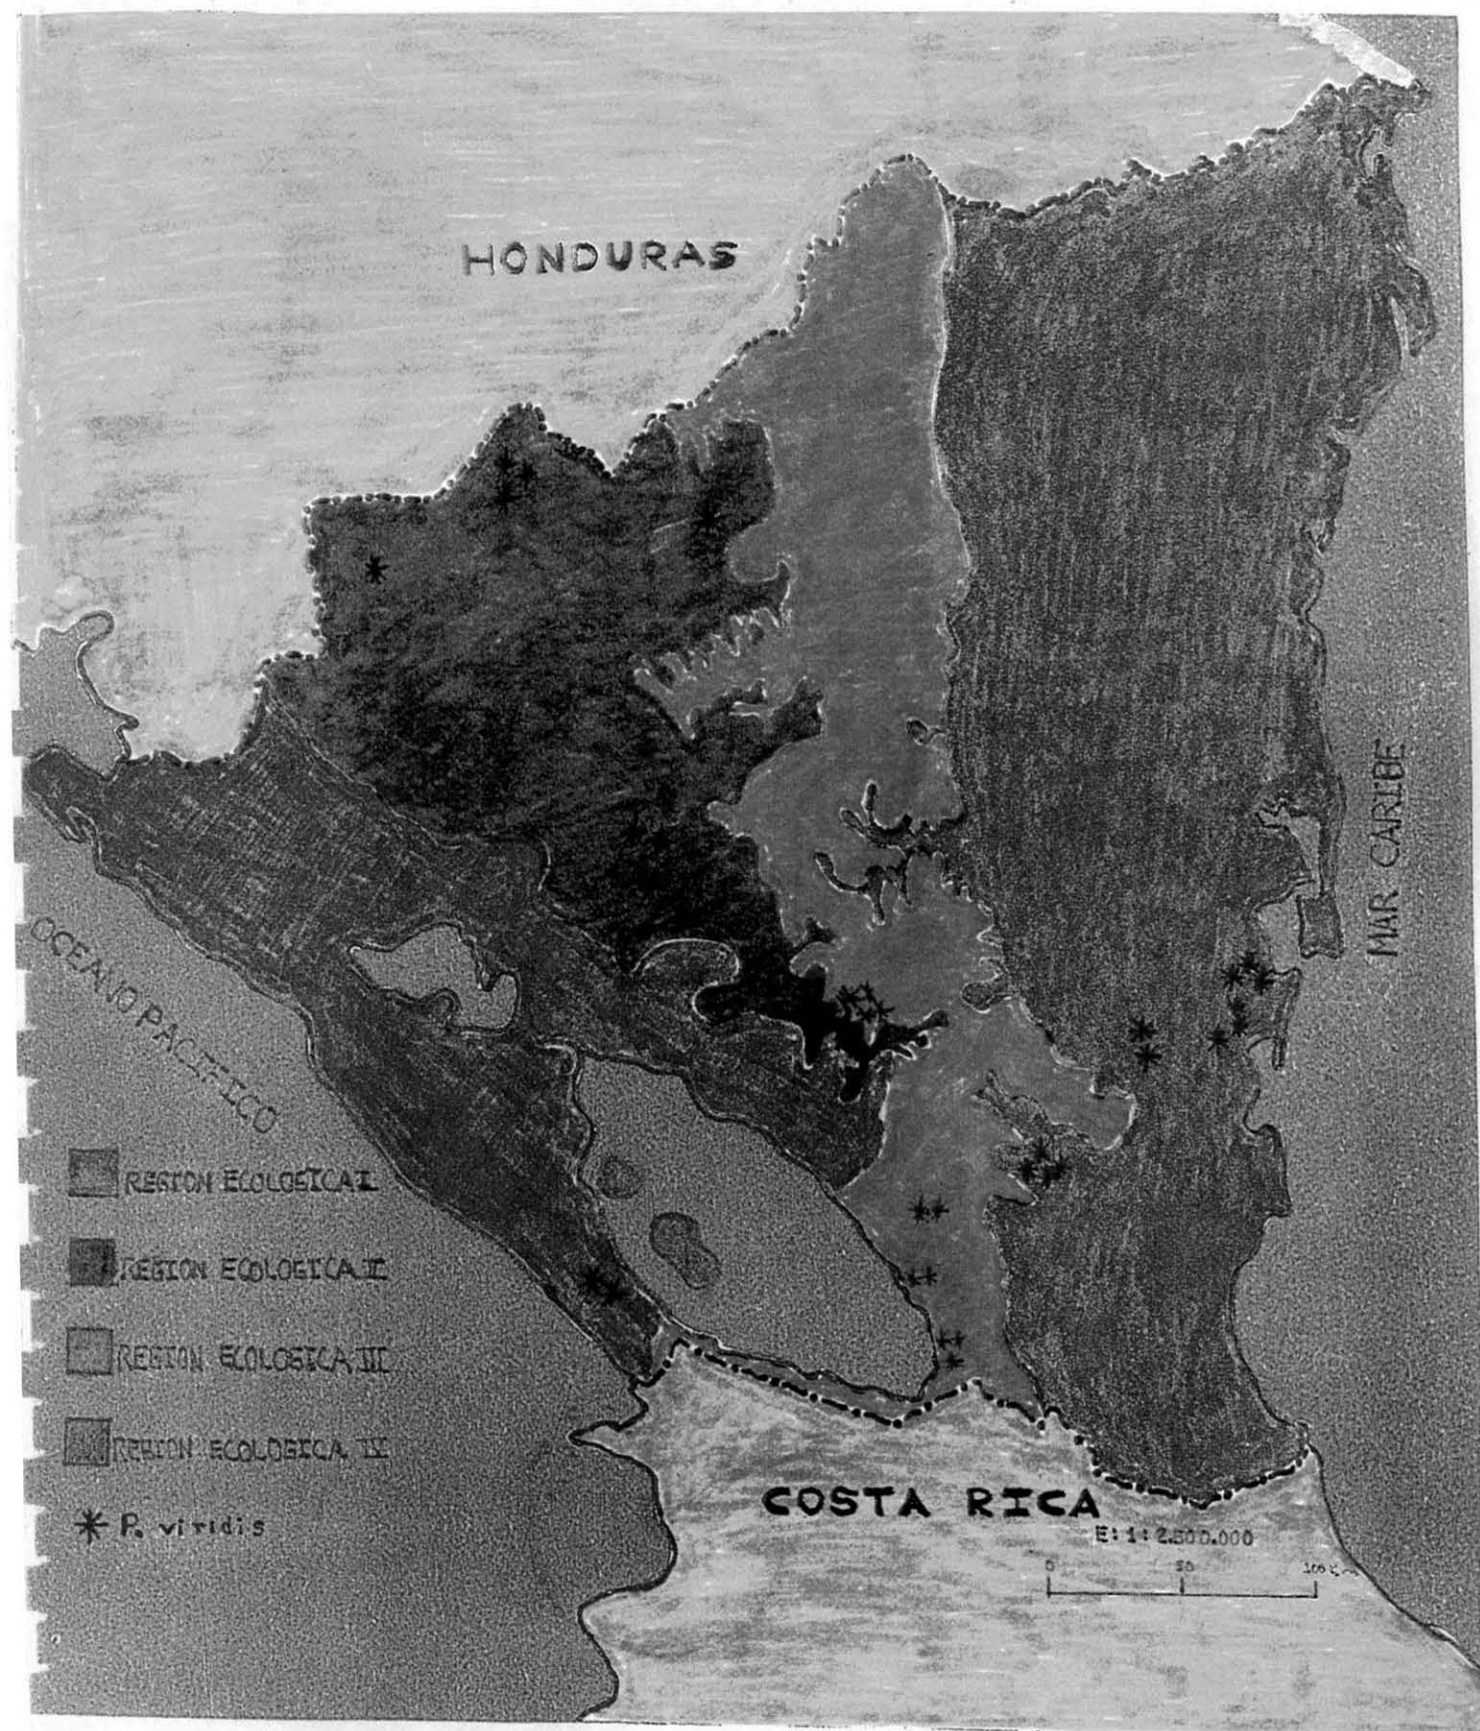 HONDURAS
MAR CARIBE
OCEANO PACIFICO
REGION ECOLOGICA I
REGION ECOLOGICA II
REGION ECOLOGICA III
REGION ECOLOGICA IV
P. viridis
COSTA RICA
E: 1: 2.500.000
0 50 100